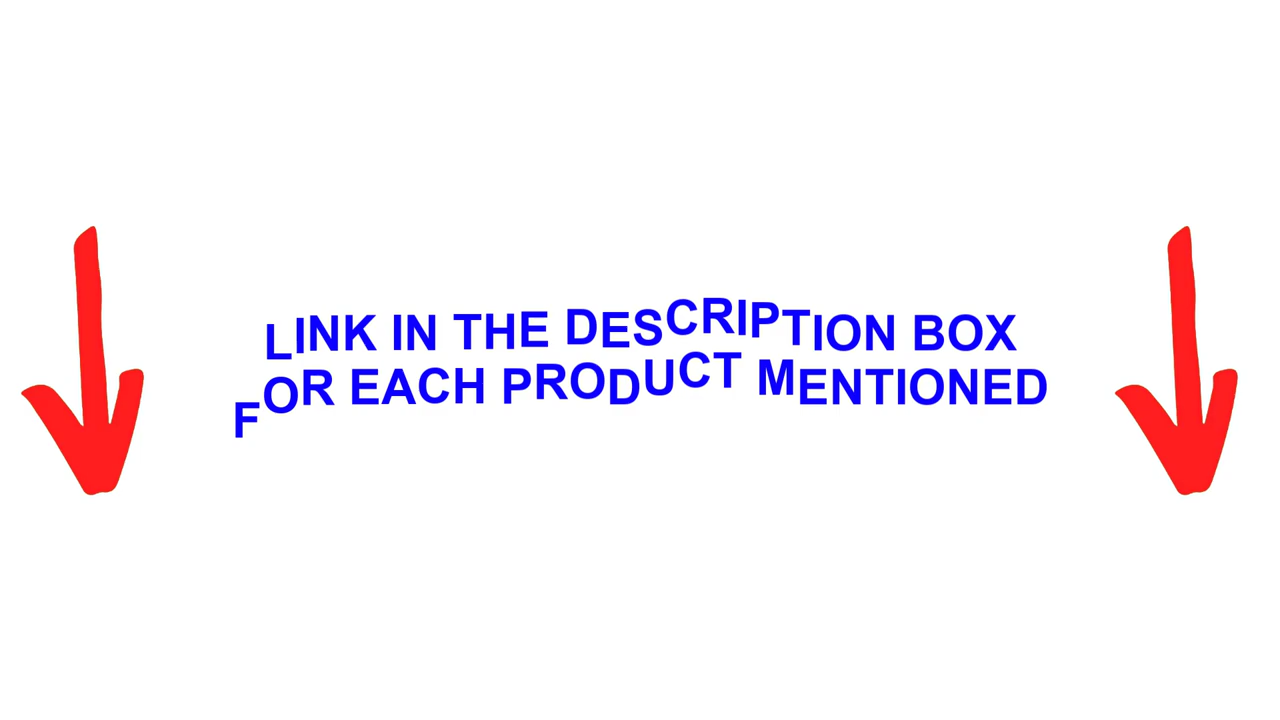 LINK IN THE DESCRIPTION BOX
FOR EACH PRODUCT MENTIONED